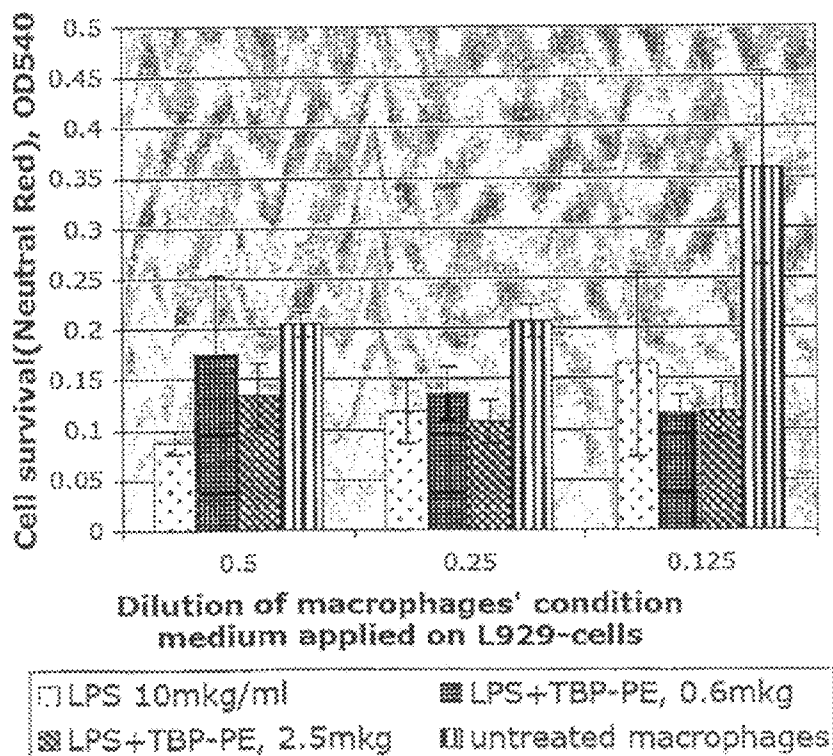 Cell survival(Neutral Red), OD540
0.5
0.45
0.4
0.35
0.3
0.25
0.2
0.15
0.1
0.05
0
0.5 0.25 0.125
Dilution of macrophages' condition
medium applied on L929-cells
LPS 10mkg/ml LPS+TBP-PE, 0.6mkg
LPS+TBP-PE, 2.5mkg untreated macrophages